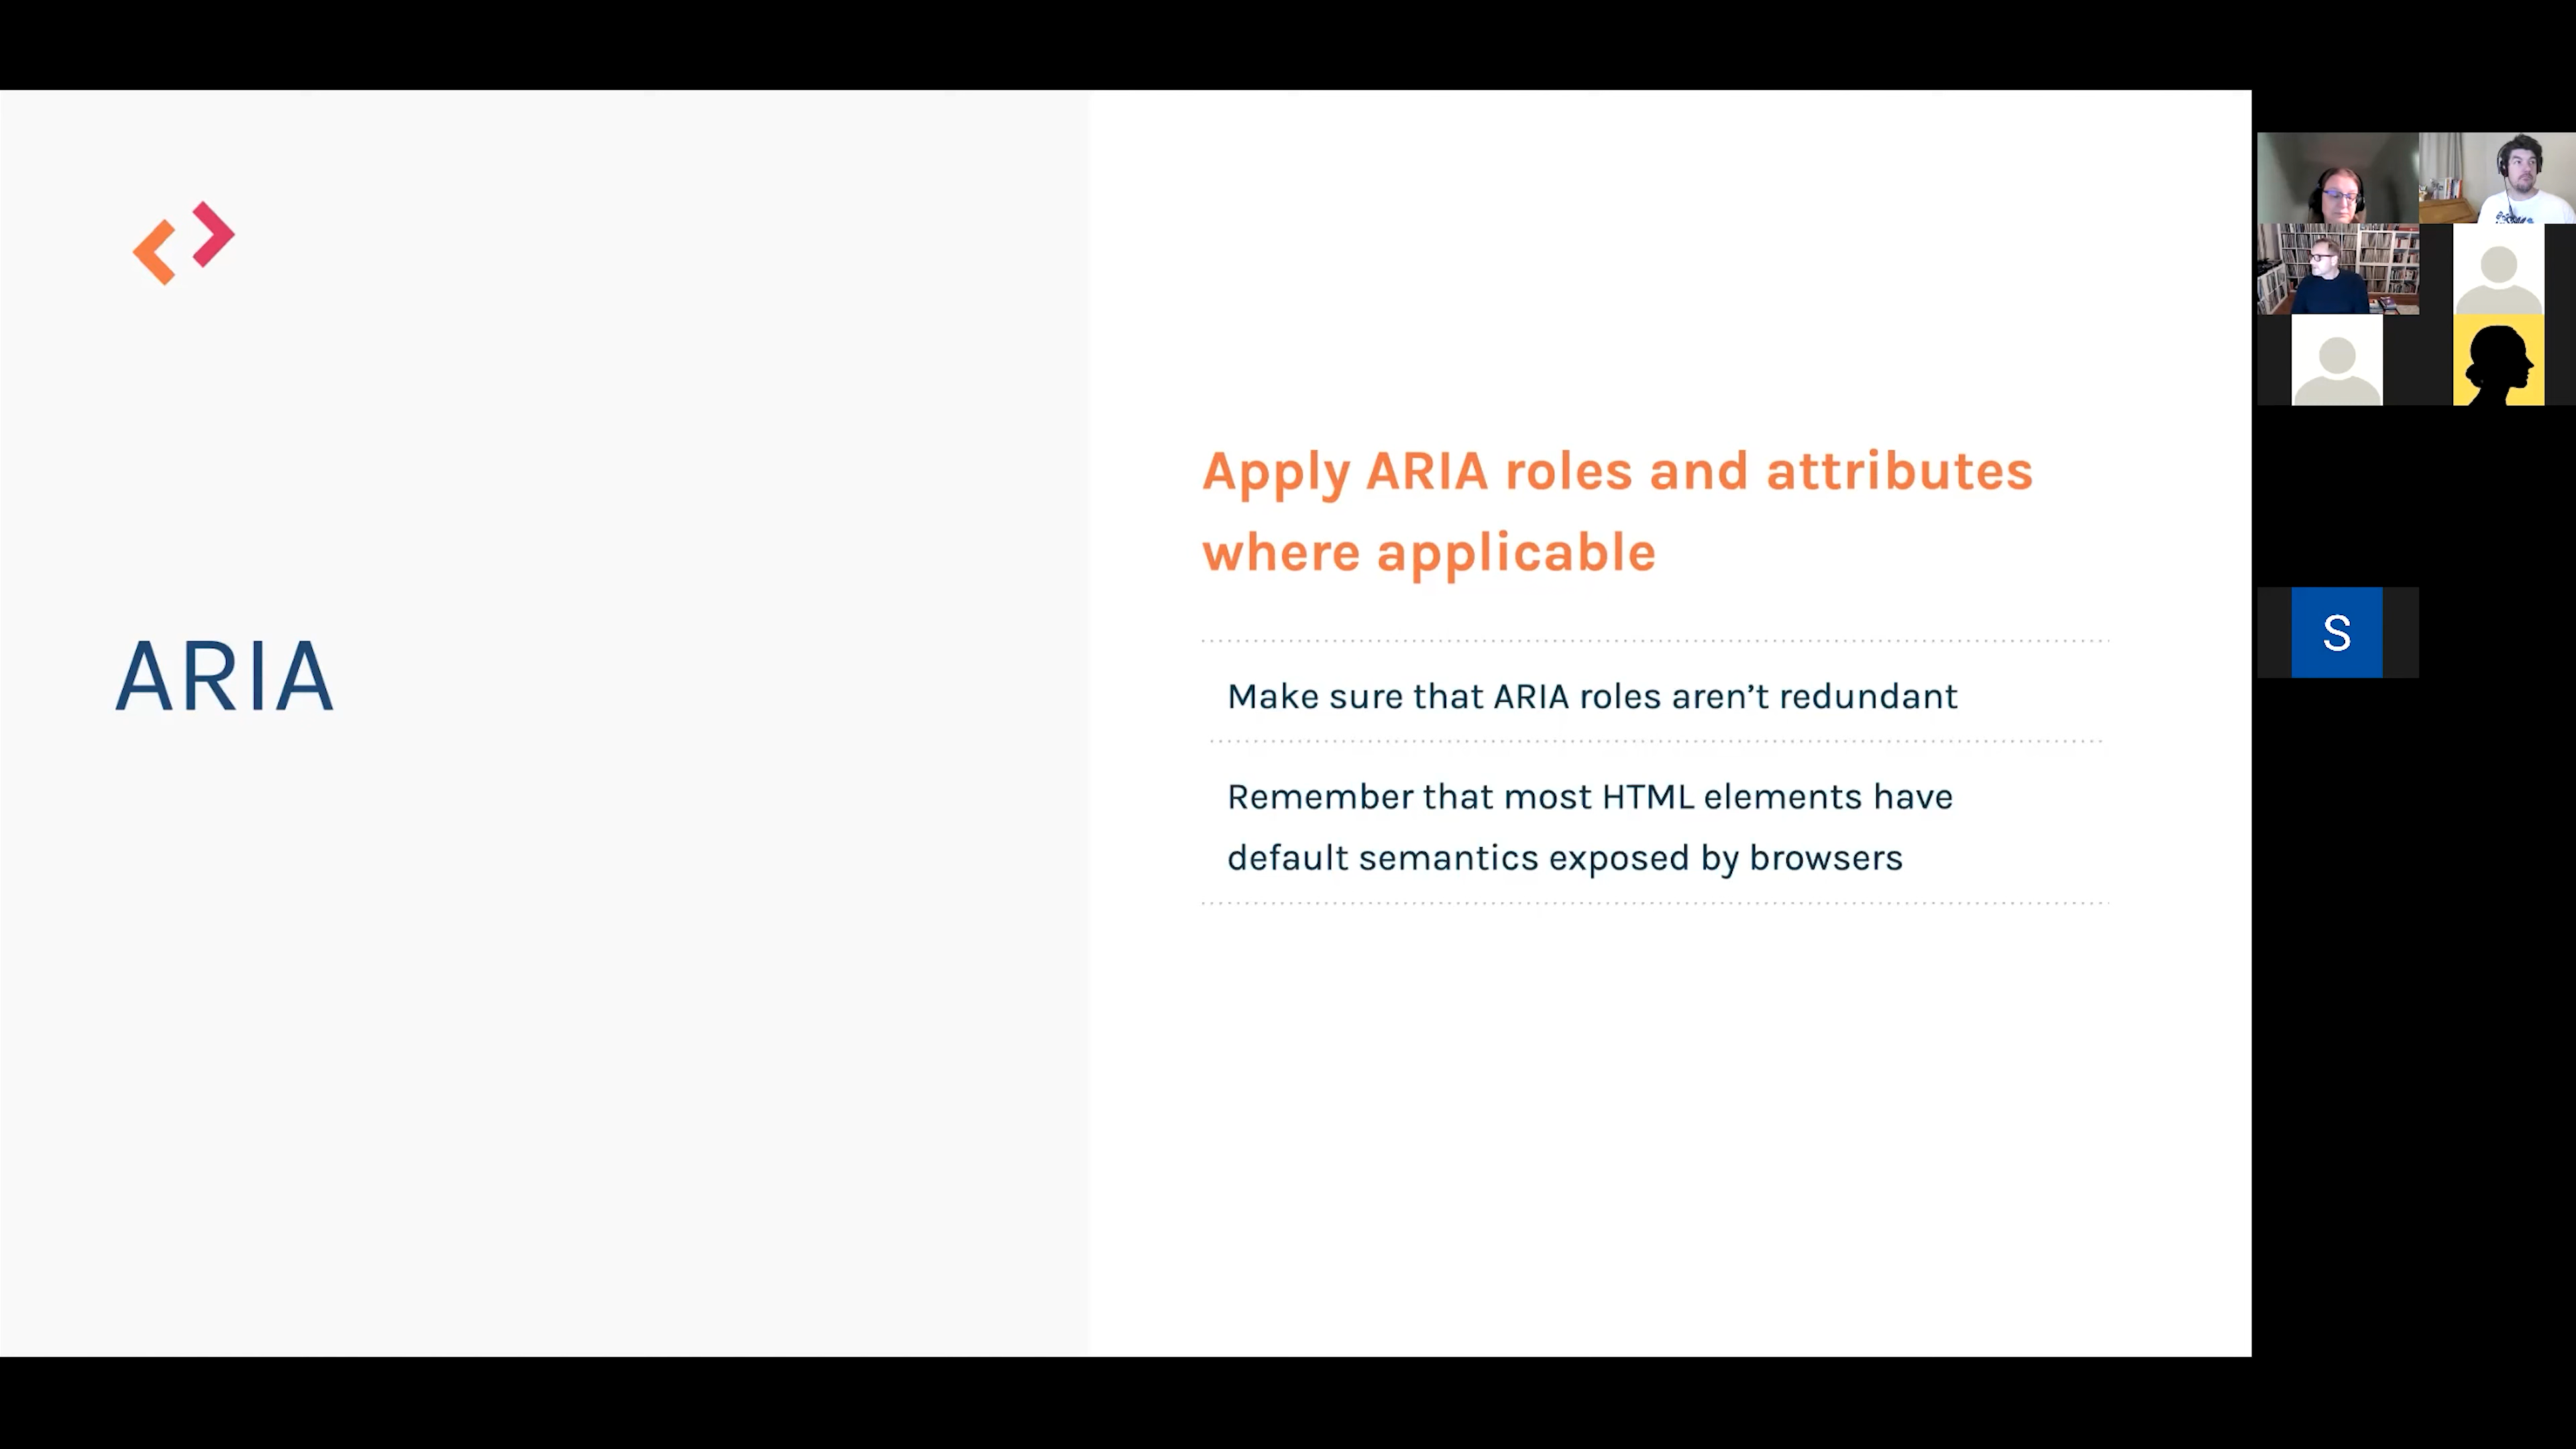 ARIA
Apply ARIA roles and attributes
where applicable
Make sure that ARIA roles aren’t redundant
Remember that most HTML elements have
default semantics exposed by browsers
S